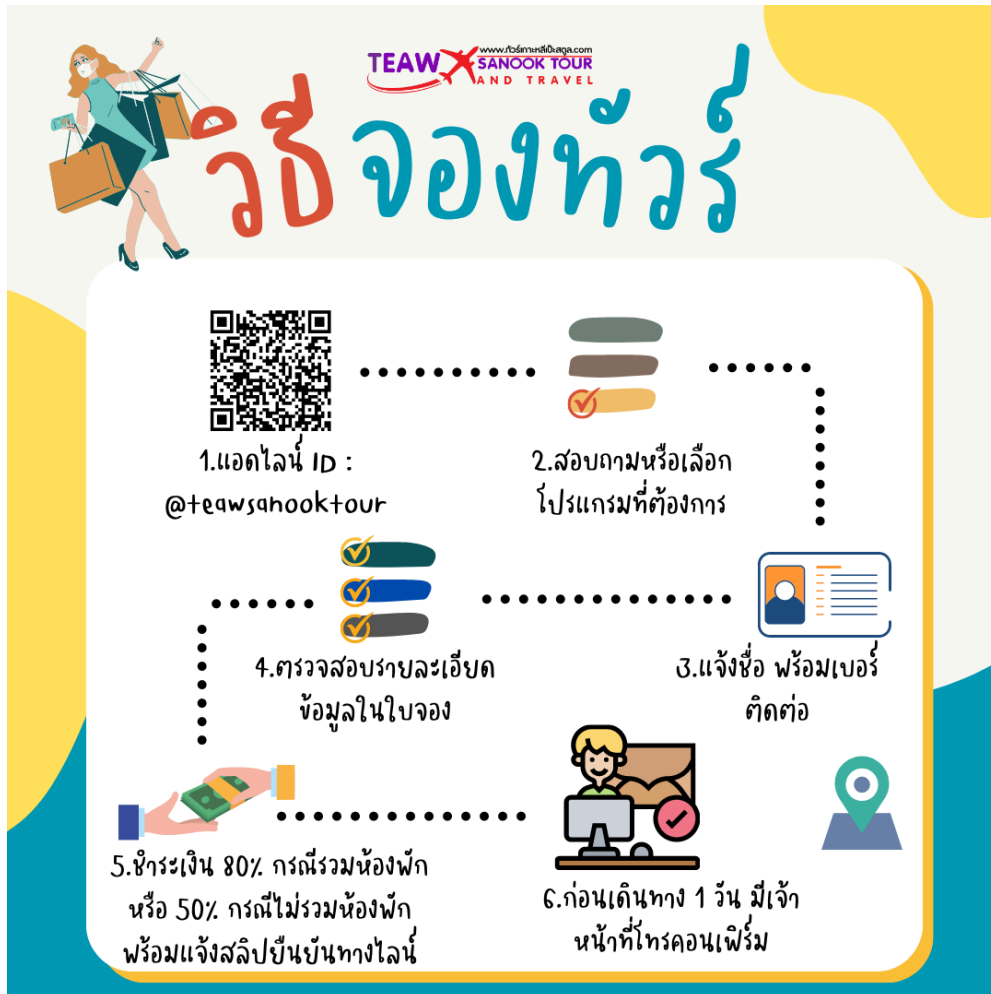 www.ทัวร์เกาะหลีเป๊ะสตูล.com
TEAW SANOOK TOUR
AND TRAVEL
วิธีจองทัวร์
1.แอดไลน์ ID :
@teawsanooktour
2.สอบถามหรือเลือก
โปรแกรมที่ต้องการ
3.แจ้งชื่อ พร้อมเบอร์
ติดต่อ
4.ตรวจสอบรายละเอียด
ข้อมูลในใบจอง
5.ชำระเงิน 80% กรณีรวมห้องพัก
หรือ 50% กรณีไม่รวมห้องพัก
พร้อมแจ้งสลิปยืนยันทางไลน์
6.ก่อนเดินทาง 1 วัน มีเจ้า
หน้าที่โทรคอนเฟิร์ม